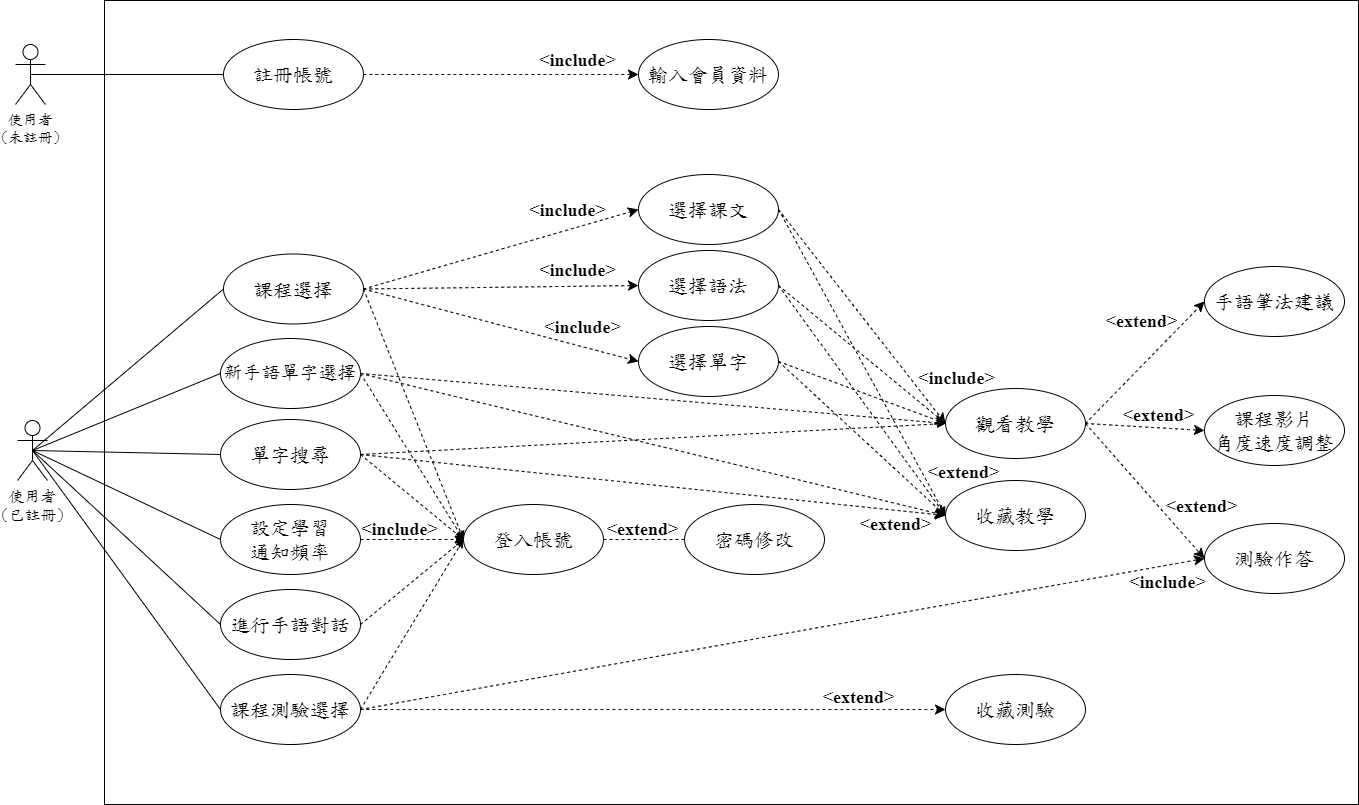 <include>
註冊帳號
輸入會員資料
使用者
(未註冊)
<include>
選擇課文
課程選擇
<include>
選擇語法
手語筆法建議
<extend>
<include>
選擇單字
新手語單字選擇
<include>
觀看教學
<extend>
課程影片
角度速度調整
單字搜尋
<extend>
使用者
(已註冊)
收藏教學
<extend>
<extend>
設定學習
通知頻率
<include>
登入帳號
<extend>
密碼修改
測驗作答
<include>
進行手語對話
課程測驗選擇
<extend>
收藏測驗